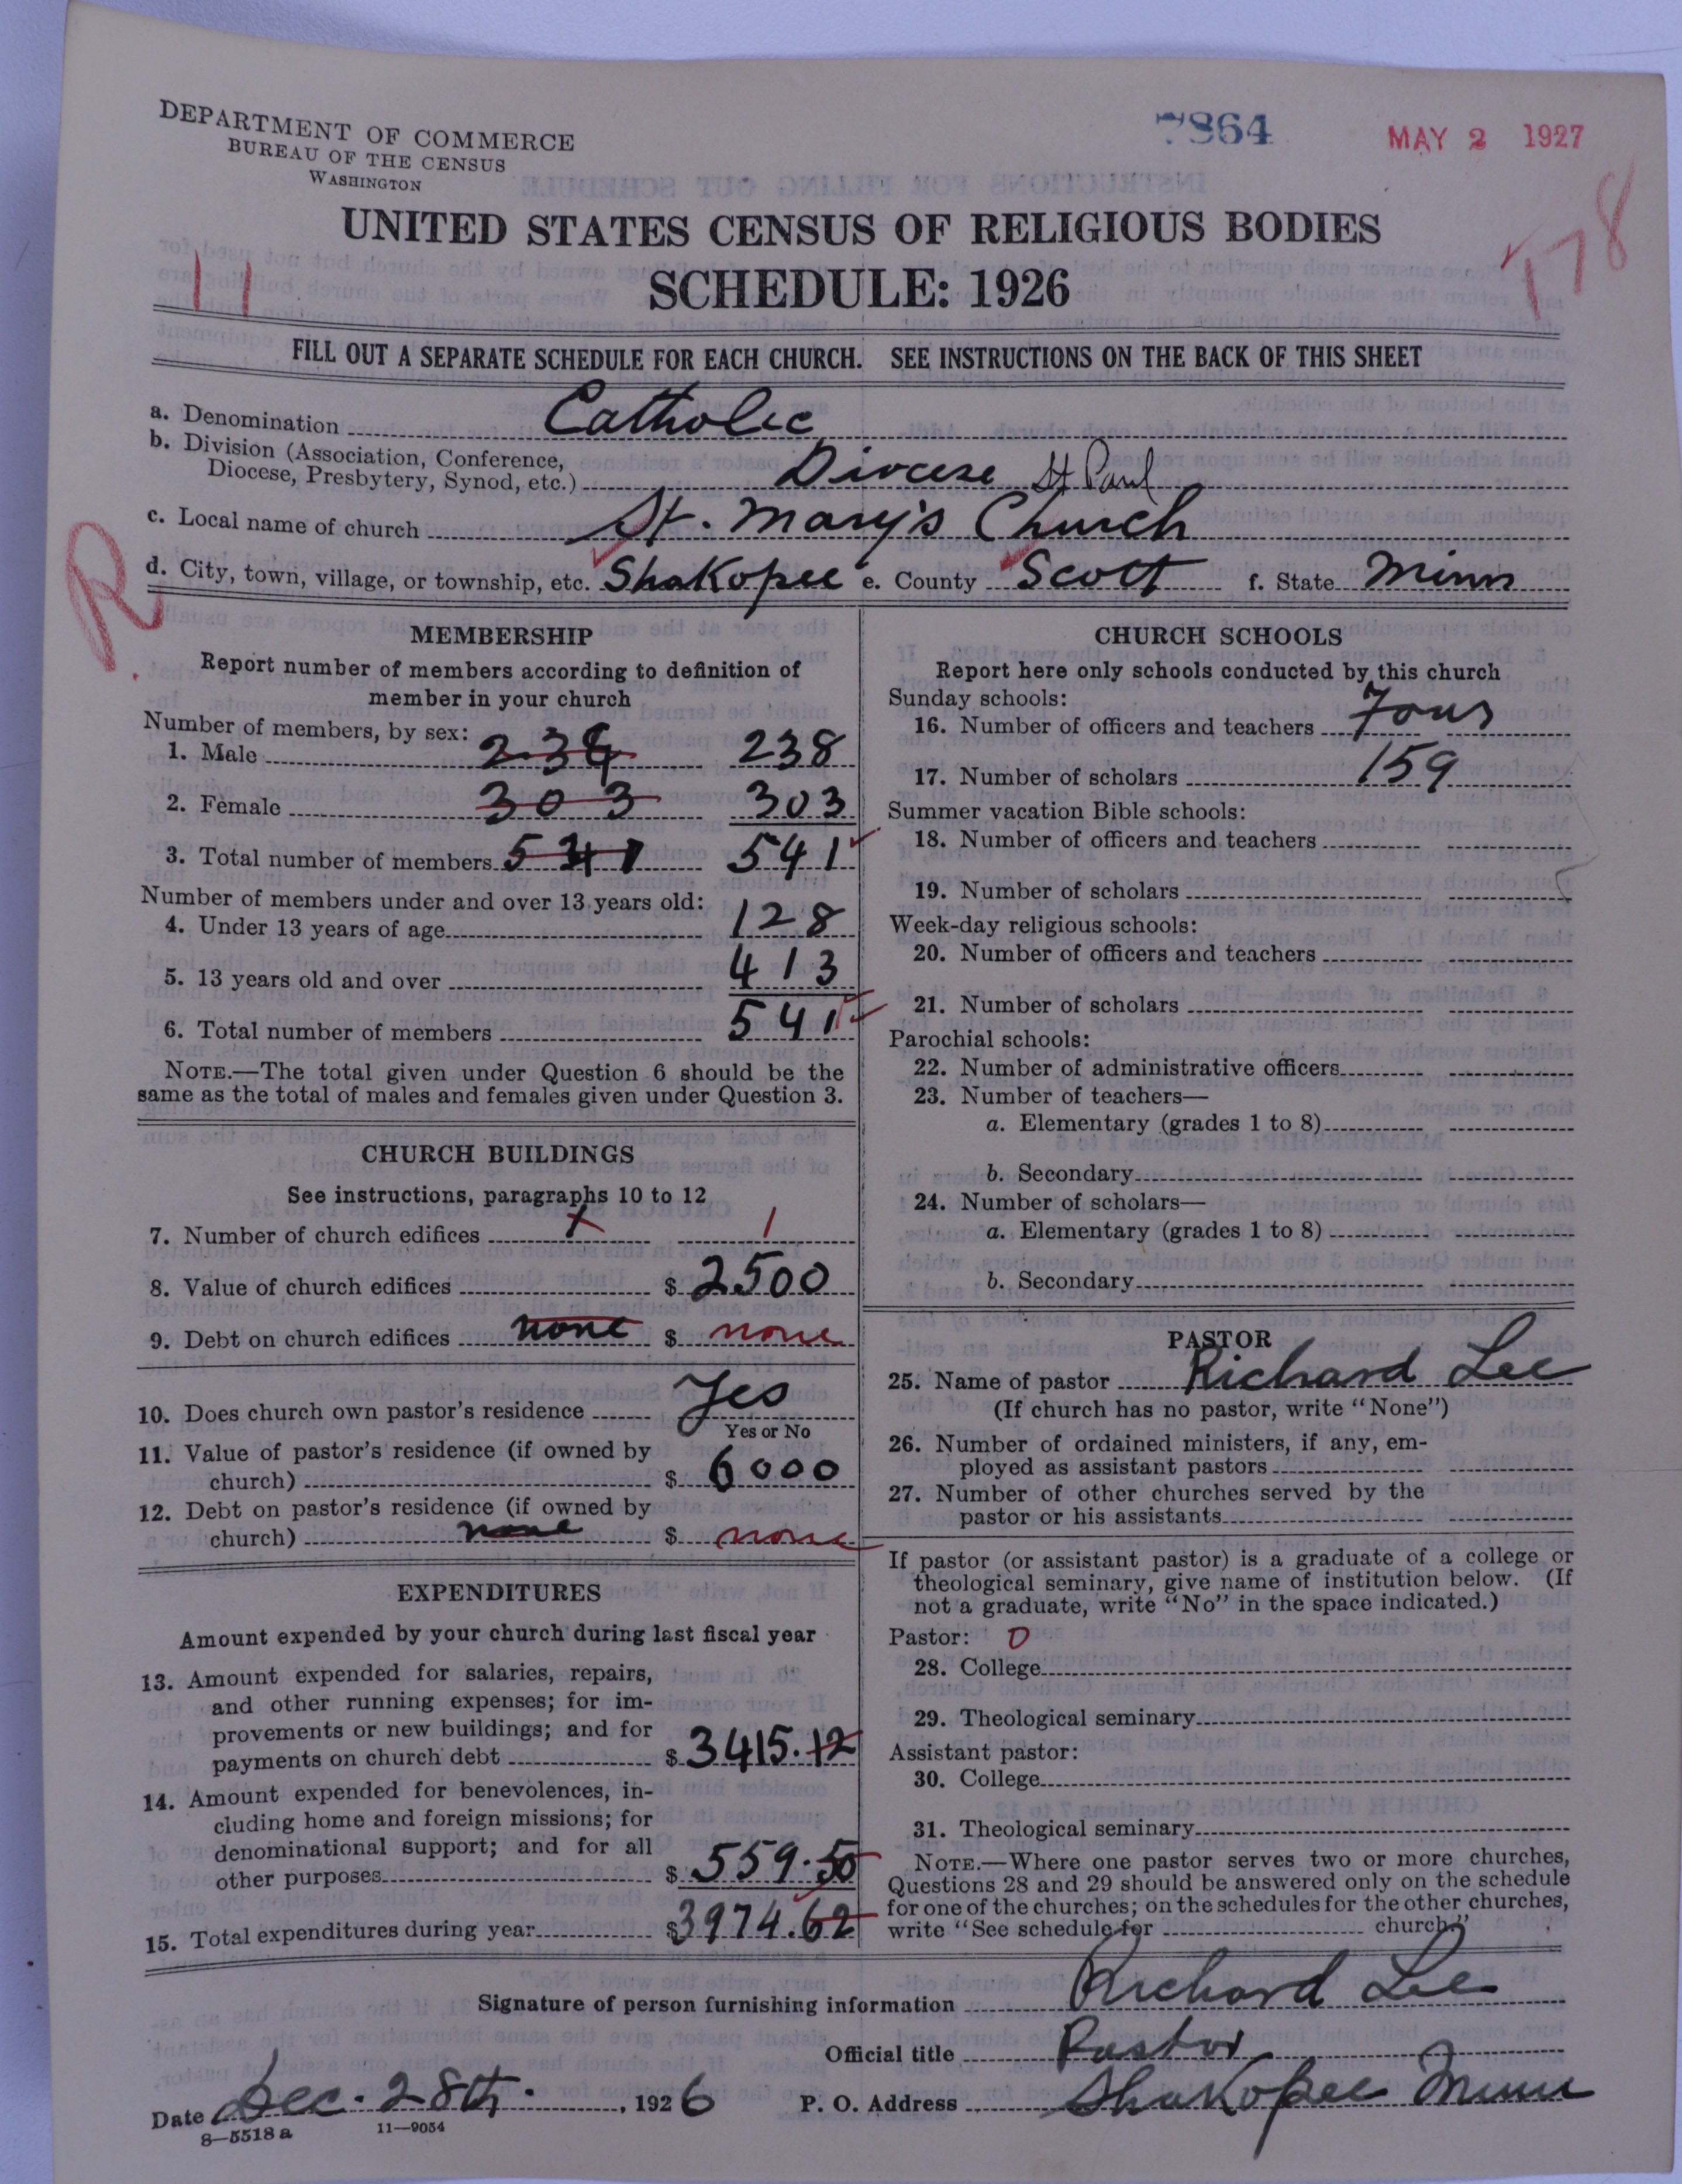 DEPARTMENT OF COMMERCE
BUREAU OF THE CENSUS
WASHINGTON
7864
MAY 2 1927
178
UNITED STATES CENSUS OF RELIGIOUS BODIES
SCHEDULE: 1926
11
FILL OUT A SEPARATE SCHEDULE FOR EACH CHURCH. SEE INSTRUCTIONS ON THE BACK OF THIS SHEET
a. Denomination Catholic
b. Division (Association, Conference,
Diocese, Presbytery, Synod, etc.) Diocese St Paul
c. Local name of church St. Mary's Church
d. City, town, village, or township, etc. Shakopee e. County Scott f. State Minn
R.
MEMBERSHIP
Report number of members according to definition of
member in your church
Number of members, by sex:
1. Male 238
2. Female 303 303
3. Total number of members 541 541
Number of members under and over 13 years old:
4. Under 13 years of age 128
5. 13 years old and over 413
6. Total number of members 541
NOTE.—The total given under Question 6 should be the
same as the total of males and females given under Question 3.
CHURCH BUILDINGS
See instructions, paragraphs 10 to 12
7. Number of church edifices 1 1
8. Value of church edifices $ 2500
9. Debt on church edifices none $ none
10. Does church own pastor's residence Yes
Yes or No
11. Value of pastor's residence (if owned by
church) $ 6000
12. Debt on pastor's residence (if owned by
church) none $ none
EXPENDITURES
Amount expended by your church during last fiscal year
13. Amount expended for salaries, repairs,
and other running expenses; for im-
provements or new buildings; and for
payments on church debt $ 3415.12
14. Amount expended for benevolences, in-
cluding home and foreign missions; for
denominational support; and for all
other purposes $ 559.50
15. Total expenditures during year $ 3974.62
CHURCH SCHOOLS
Report here only schools conducted by this church
Sunday schools:
16. Number of officers and teachers Four
17. Number of scholars 159
Summer vacation Bible schools:
18. Number of officers and teachers
19. Number of scholars
Week-day religious schools:
20. Number of officers and teachers
21. Number of scholars
Parochial schools:
22. Number of administrative officers
23. Number of teachers—
a. Elementary (grades 1 to 8)
b. Secondary
24. Number of scholars—
a. Elementary (grades 1 to 8)
b. Secondary
PASTOR
25. Name of pastor Richard Lee
(If church has no pastor, write "None")
26. Number of ordained ministers, if any, em-
ployed as assistant pastors
27. Number of other churches served by the
pastor or his assistants
If pastor (or assistant pastor) is a graduate of a college or
theological seminary, give name of institution below. (If
not a graduate, write "No" in the space indicated.)
Pastor: 0
28. College
29. Theological seminary
Assistant pastor:
30. College
31. Theological seminary
NOTE.—Where one pastor serves two or more churches,
Questions 28 and 29 should be answered only on the schedule
for one of the churches; on the schedules for the other churches,
write "See schedule for church"
Signature of person furnishing information Richard Lee
Official title Pastor
Date Dec. 28th. , 1926 P. O. Address Shakopee Minn
8—5518 a 11—9054